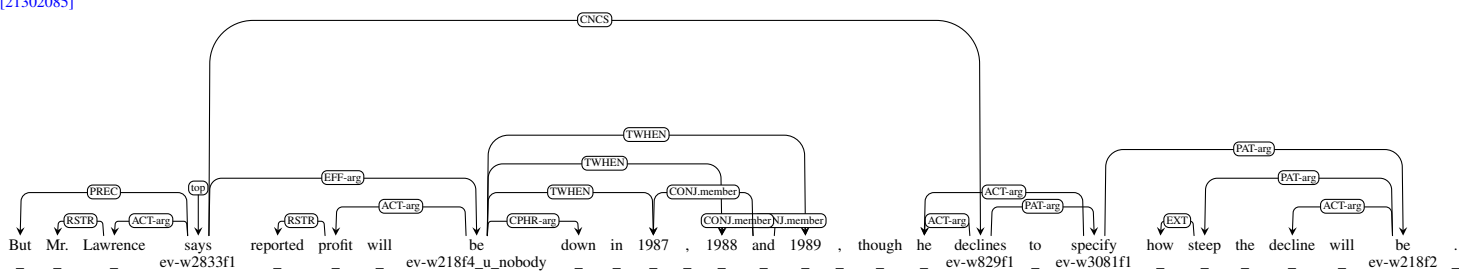 [21302085]
CNCS
TWHEN
PAT-arg
TWHEN
EFF-arg PAT-arg
top
PREC TWHEN CONJ.member ACT-arg
ACT-arg PAT-arg ACT-arg
RSTR ACT-arg RSTR CPHR-arg CONJ.member NJ.member ACT-arg EXT
But Mr. Lawrence says reported profit will be down in 1987 , 1988 and 1989 , though he declines to specify how steep the decline will be .
_ _ _ ev-w2833f1 _ _ _ ev-w218f4_u_nobody _ _ _ _ _ _ _ _ _ _ ev-w829f1 _ ev-w3081f1 _ _ _ _ _ ev-w218f2 _